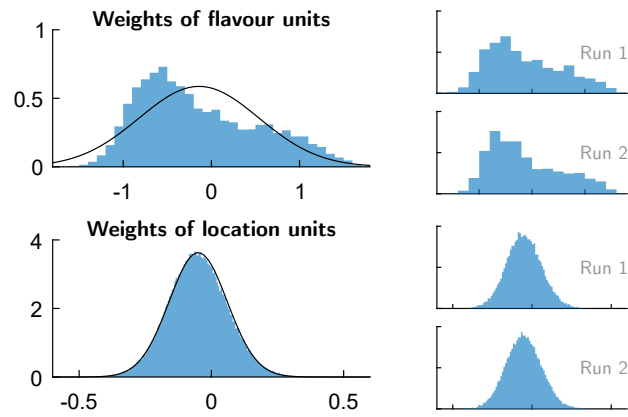 Weights of flavour units
1
0.5
0
-1 0 1
Run 1
Run 2
Weights of location units
4
2
0
-0.5 0 0.5
Run 1
Run 2